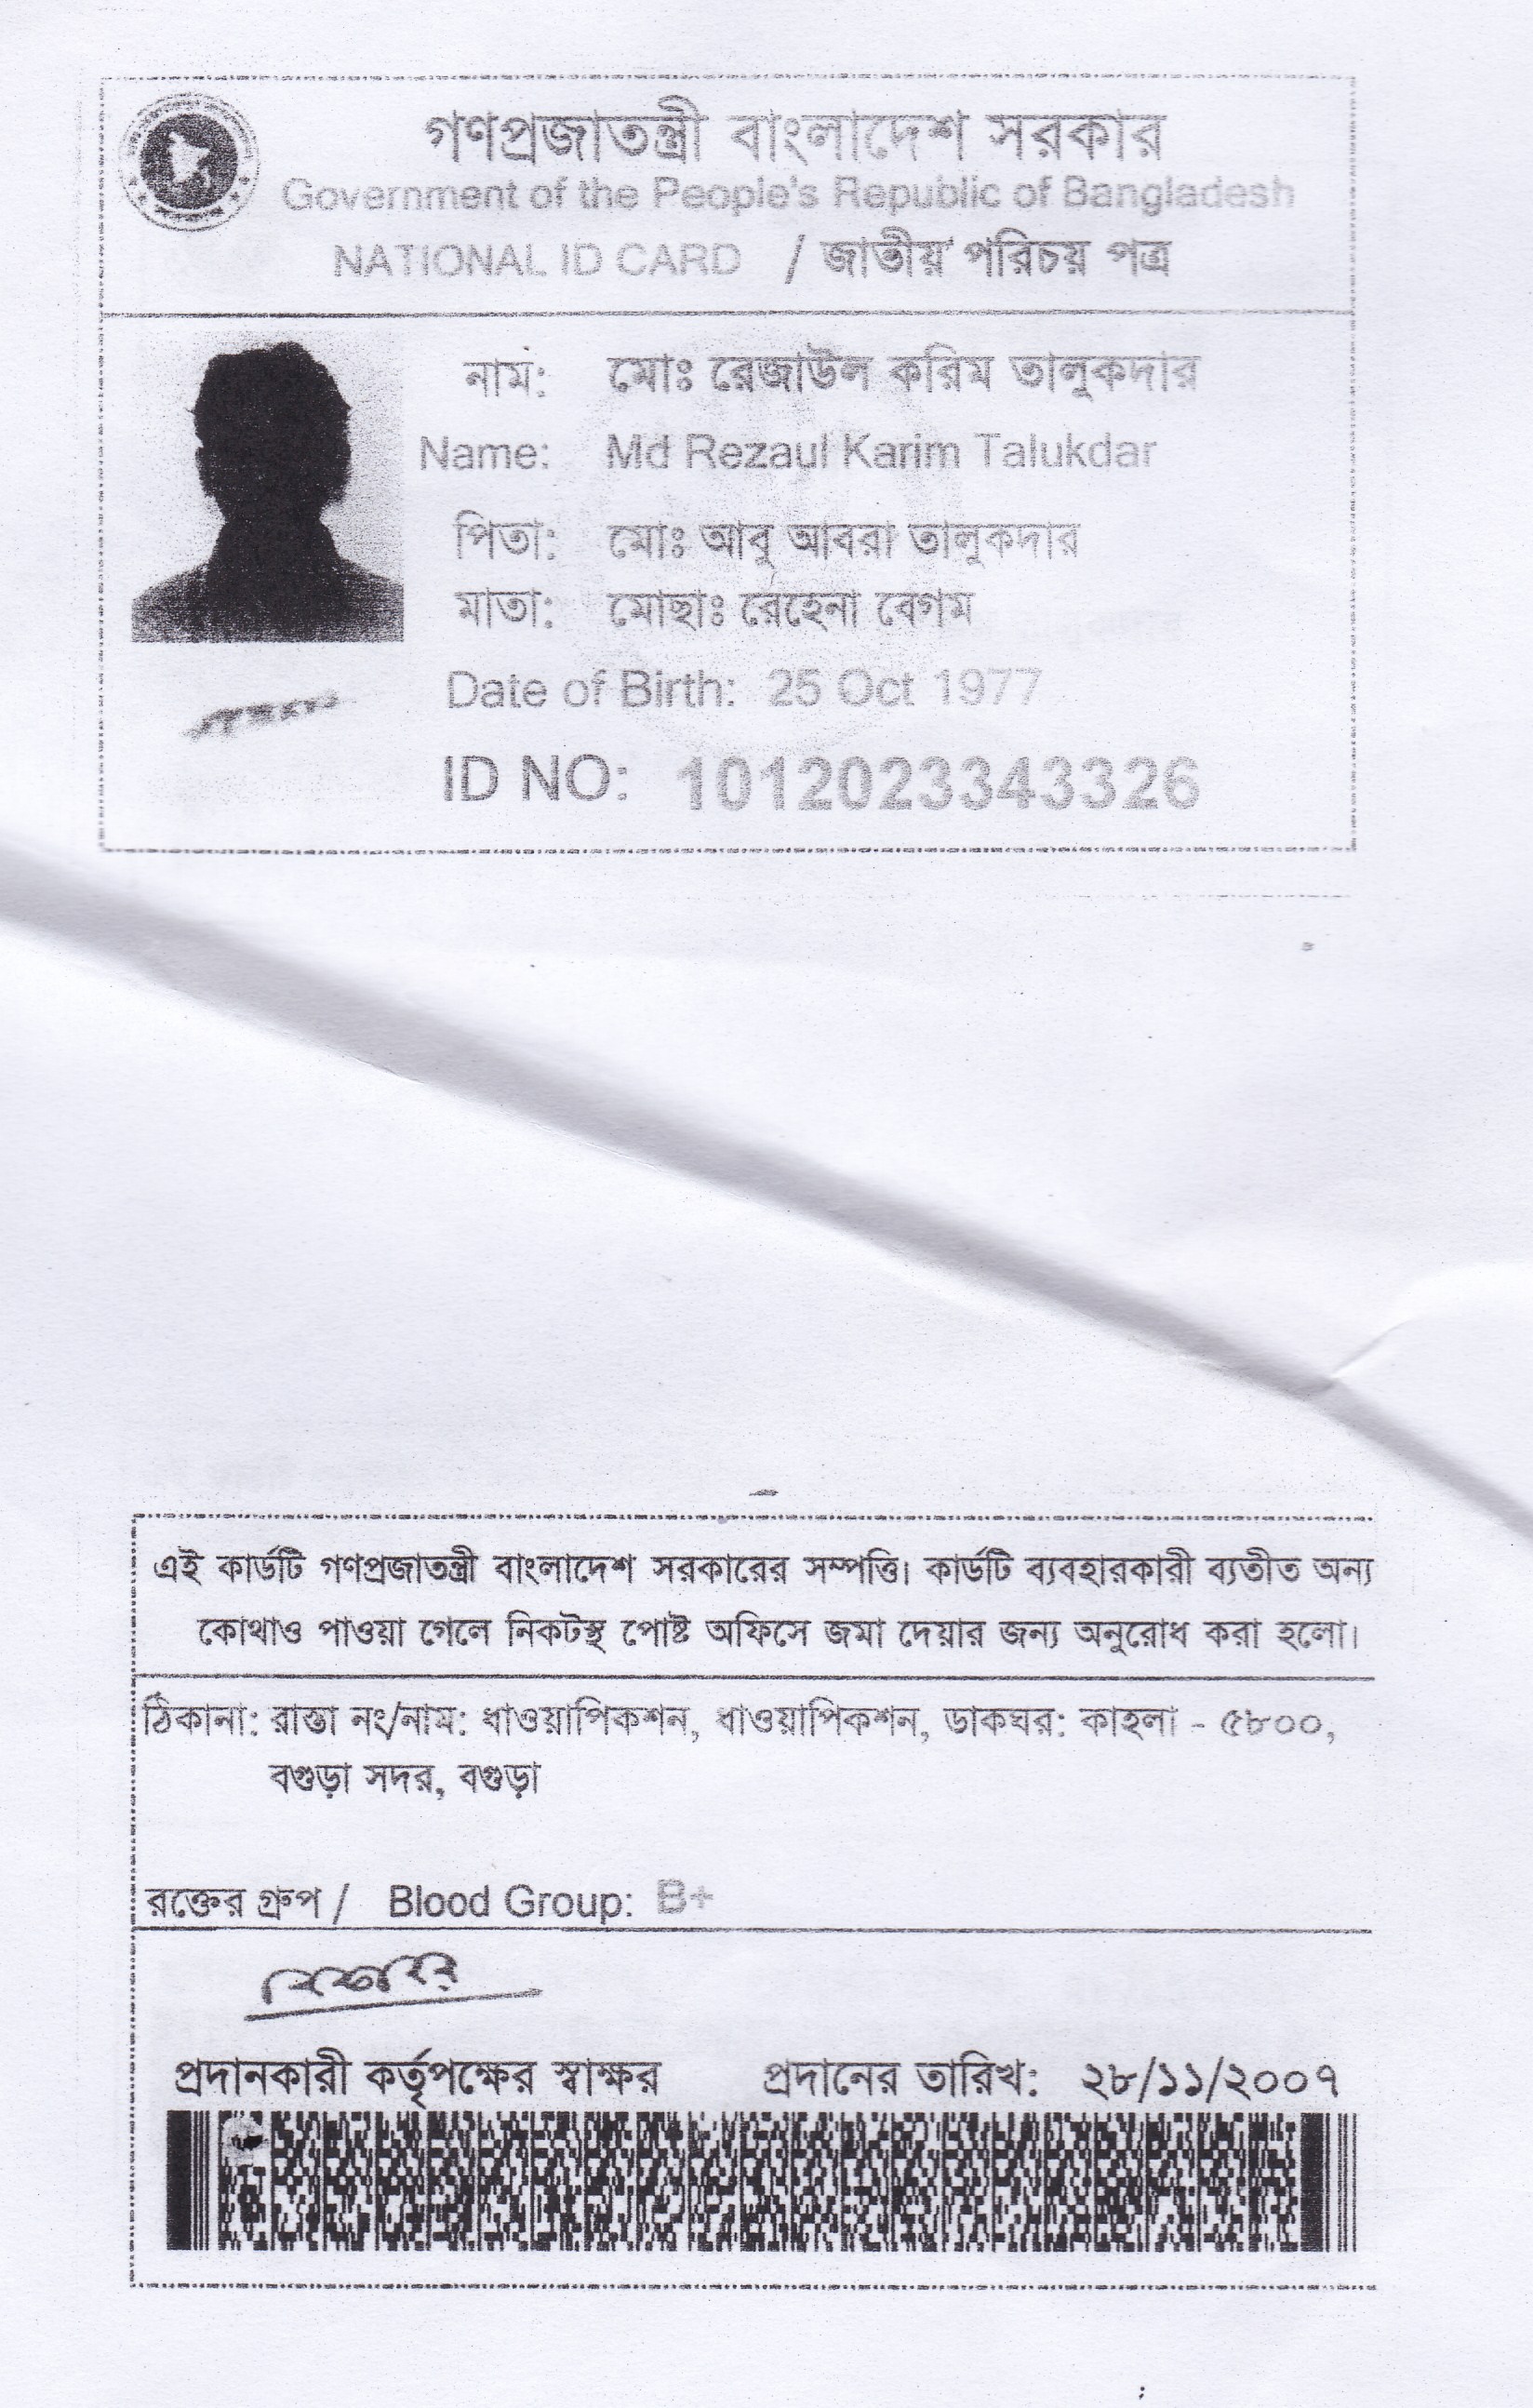 গণপ্রজাতন্ত্রী বাংলাদেশ সরকার
Government of the People's Republic of Bangladesh
NATIONAL ID CARD / জাতীয় পরিচয় পত্র
নাম: মোঃ রেজাউল করিম তালুকদার
Name: Md Rezaul Karim Talukdar
পিতা: মোঃ আবু আবরা তালুকদার
মাতা: মোছাঃ রেহেনা বেগম
Date of Birth: 25 Oct 1977
ID NO: 1012023343326
এই কার্ডটি গণপ্রজাতন্ত্রী বাংলাদেশ সরকারের সম্পত্তি। কার্ডটি ব্যবহারকারী ব্যতীত অন্য
কোথাও পাওয়া গেলে নিকটস্থ পোষ্ট অফিসে জমা দেয়ার জন্য অনুরোধ করা হলো।
ঠিকানা: রাস্তা নং/নাম: ধাওয়াপিকশন, ধাওয়াপিকশন, ডাকঘর: কাহলা - ৫৮০০,
বগুড়া সদর, বগুড়া
রক্তের গ্রুপ / Blood Group: B+
প্রদানকারী কর্তৃপক্ষের স্বাক্ষর প্রদানের তারিখ: ২৮/১১/২০০৭